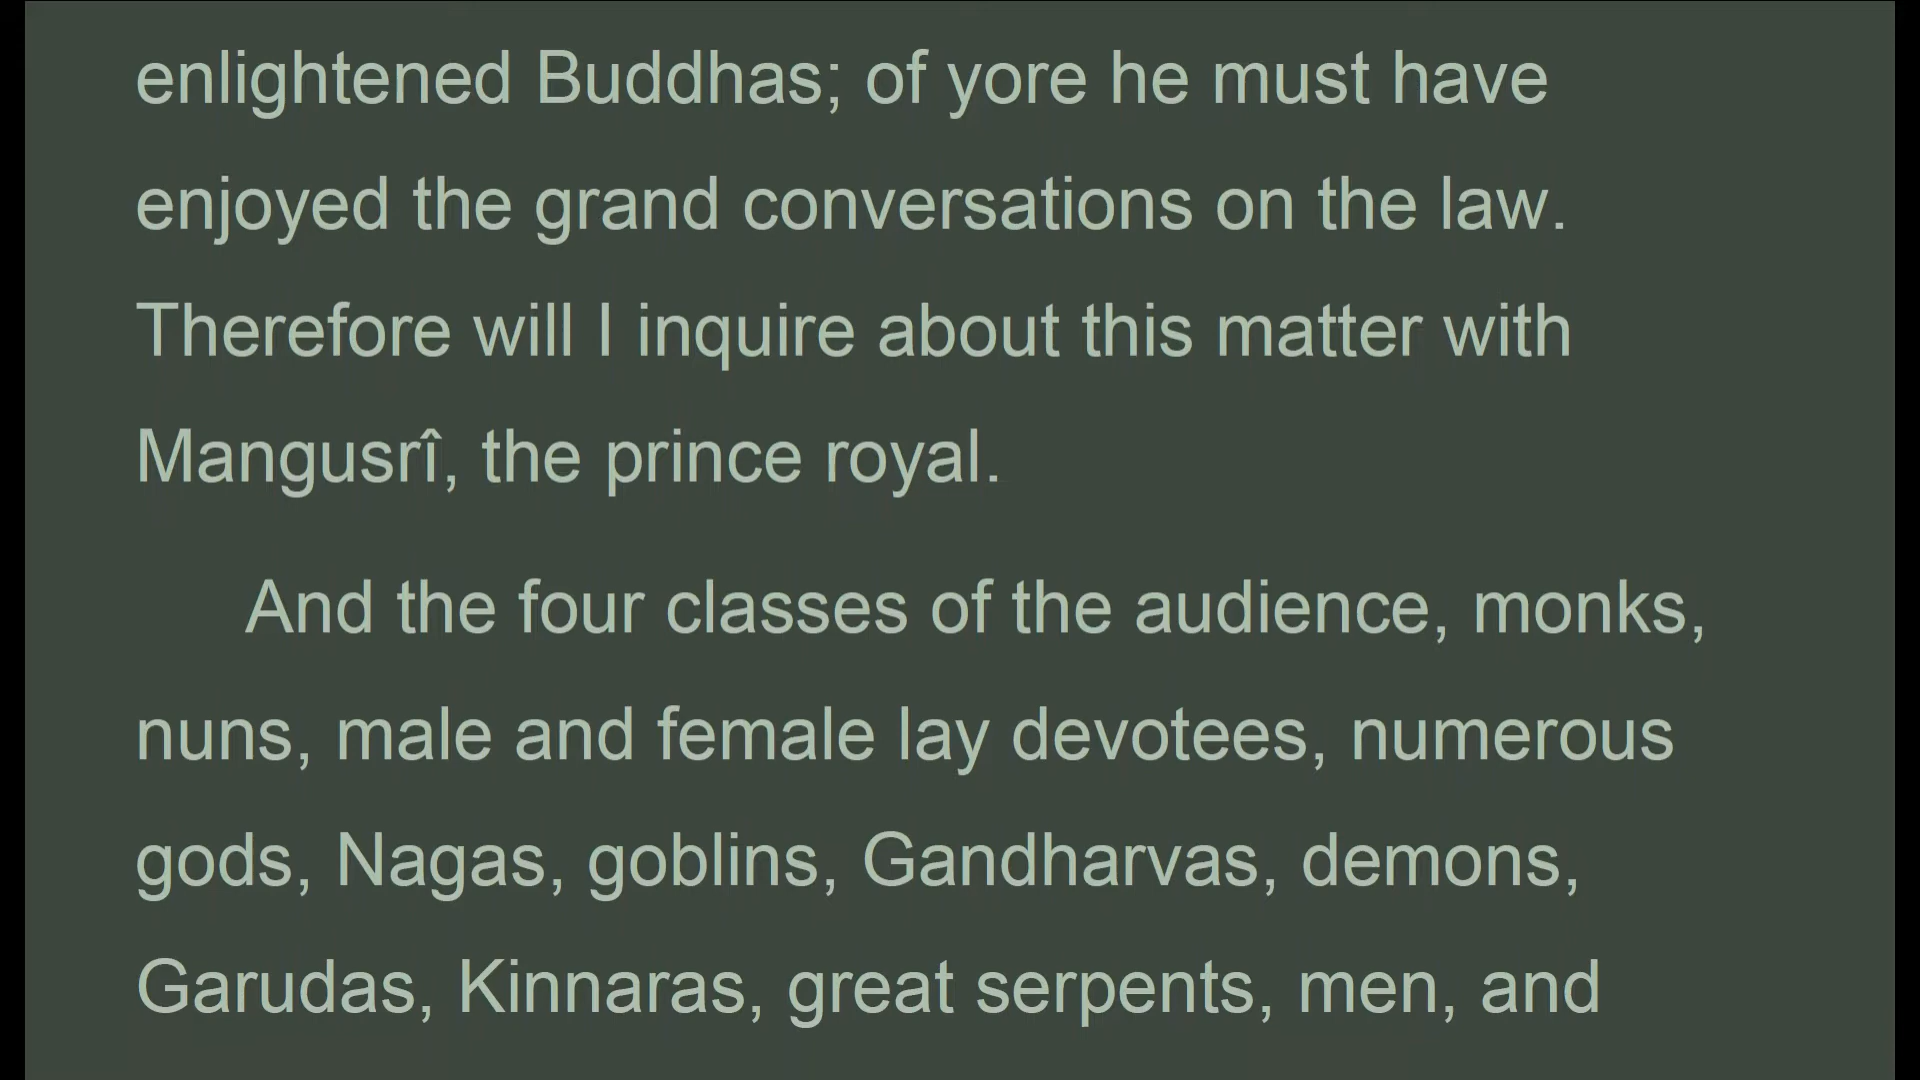 enlightened Buddhas; of yore he must have
enjoyed the grand conversations on the law.
Therefore will I inquire about this matter with
Mangusrî, the prince royal.
And the four classes of the audience, monks,
nuns, male and female lay devotees, numerous
gods, Nagas, goblins, Gandharvas, demons,
Garudas, Kinnaras, great serpents, men, and